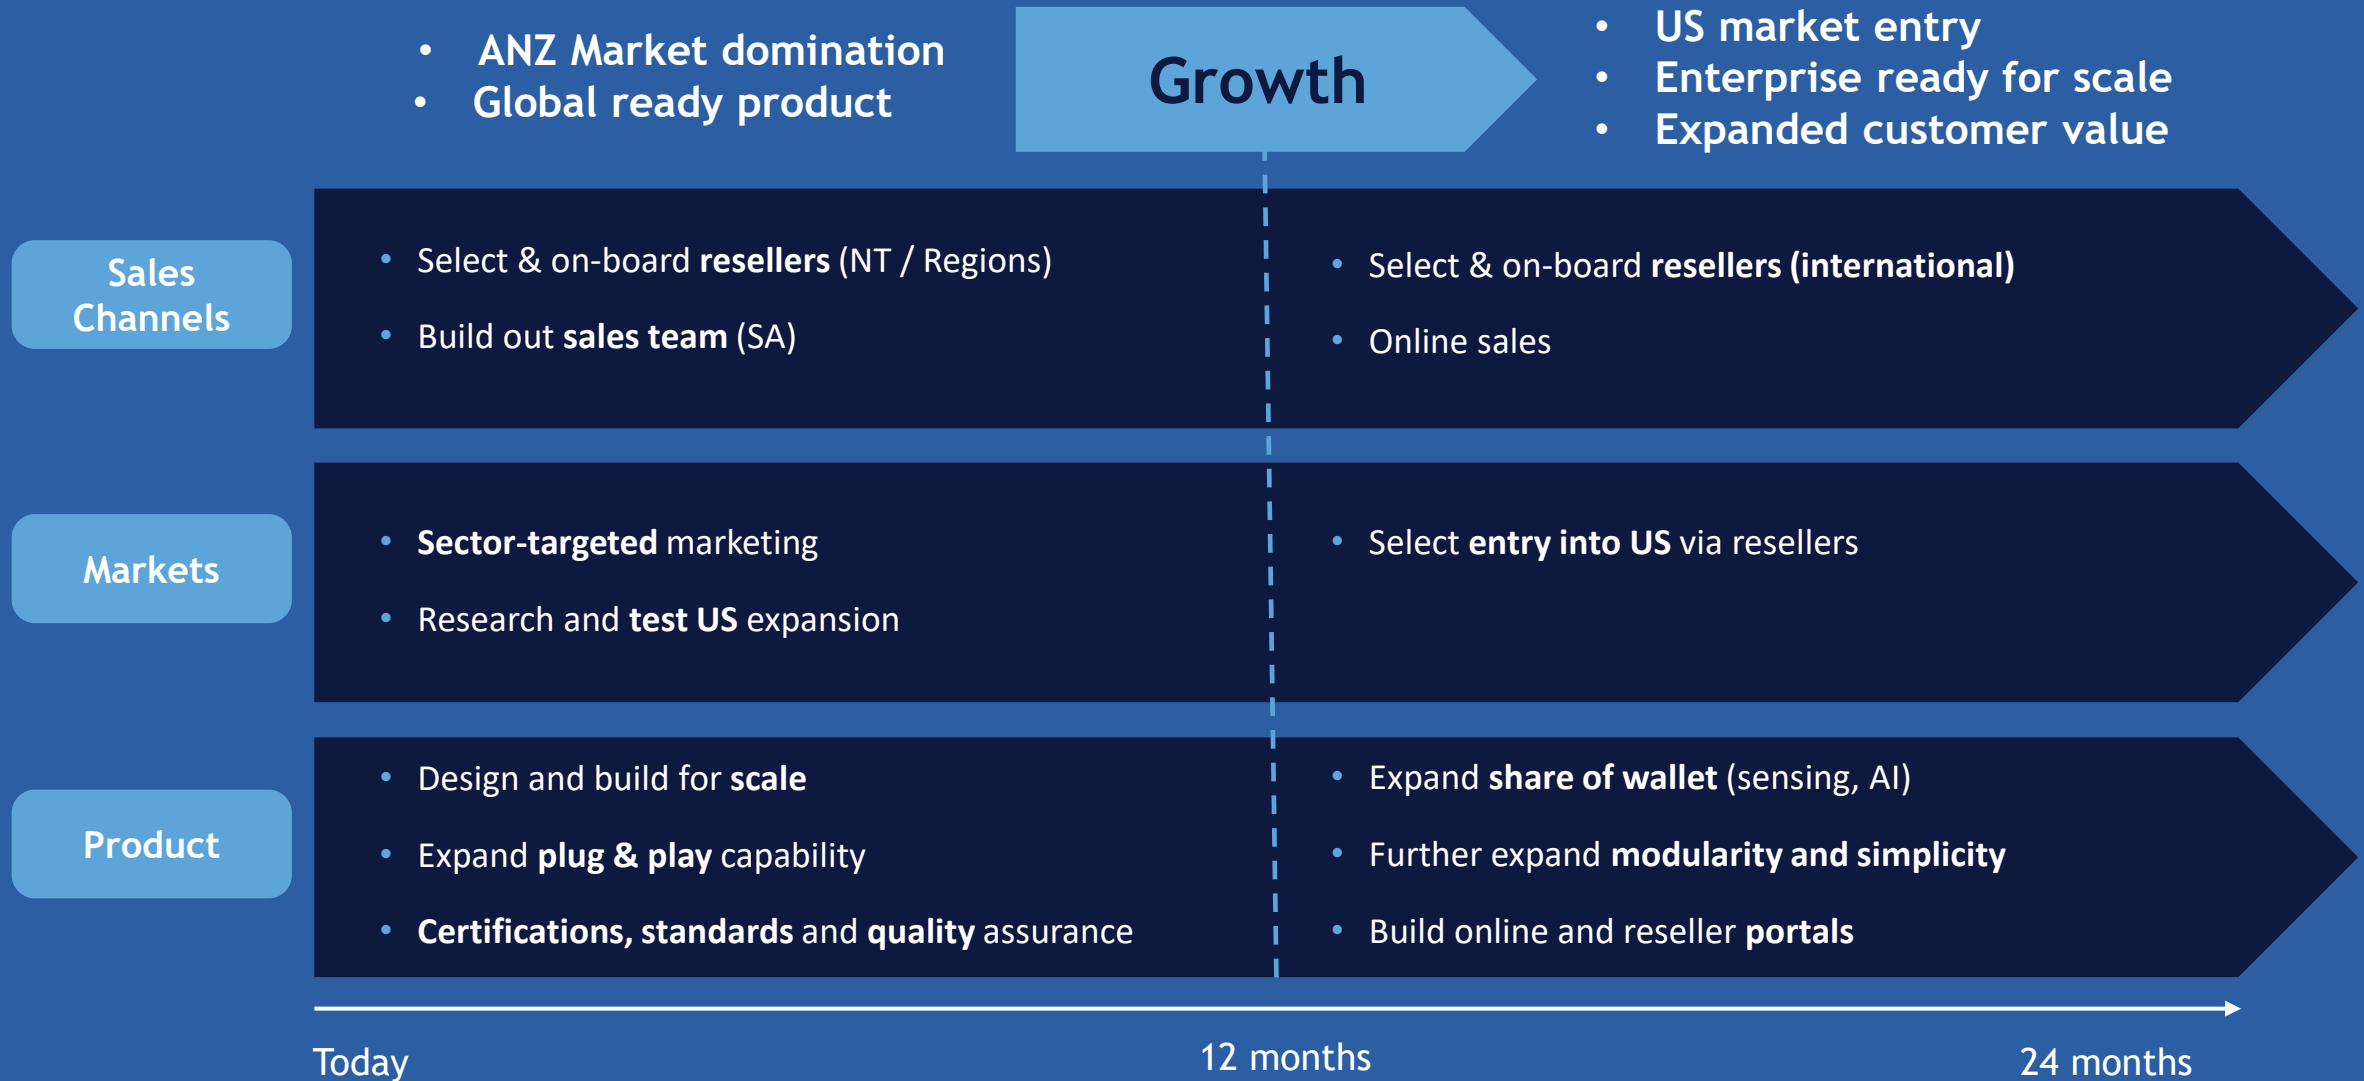 • ANZ Market domination
• Global ready product
Growth
• US market entry
• Enterprise ready for scale
• Expanded customer value
Sales
Channels
• Select & on-board resellers (NT / Regions)
• Build out sales team (SA)
• Select & on-board resellers (international)
• Online sales
Markets
• Sector-targeted marketing
• Research and test US expansion
• Select entry into US via resellers
Product
• Design and build for scale
• Expand plug & play capability
• Certifications, standards and quality assurance
• Expand share of wallet (sensing, AI)
• Further expand modularity and simplicity
• Build online and reseller portals
Today
12 months
24 months